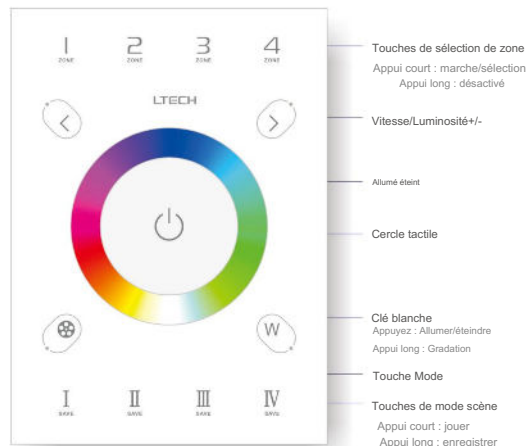 1 2 3 4
ZONE ZONE ZONE ZONE
LTECH
W
I II III IV
SAVE SAVE SAVE SAVE
Touches de sélection de zone
Appui court : marche/sélection
Appui long : désactivé
Vitesse/Luminosité+/-
Allumé éteint
Cercle tactile
Clé blanche
Appuyez : Allumer/éteindre
Appui long : Gradation
Touche Mode
Touches de mode scène
Appui court : jouer
Appui long : enregistrer